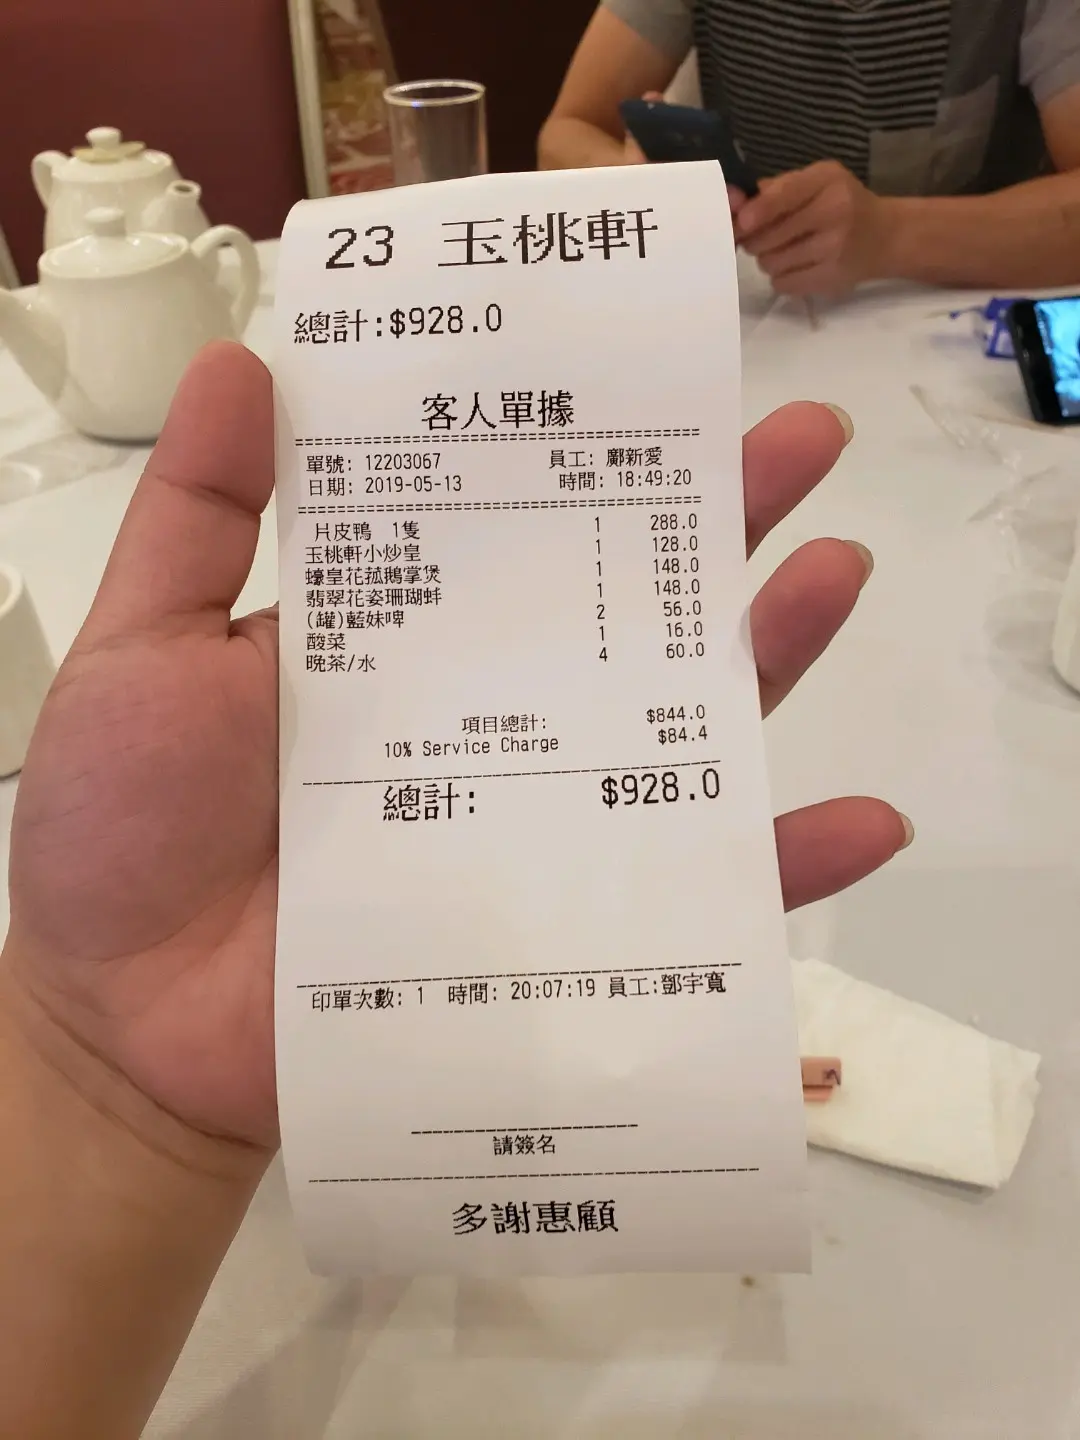 23 玉桃軒
總計:$928.0
客人單據
單號: 12203067 員工: 鄺新愛
日期: 2019-05-13 時間: 18:49:20
片皮鴨 1隻 1 288.0
玉桃軒小炒皇 1 128.0
蠔皇花菰鵝掌煲 1 148.0
翡翠花姿珊瑚蚌 1 148.0
(罐)藍妹啤 2 56.0
酸菜 1 16.0
晚茶/水 4 60.0
項目總計: $844.0
10% Service Charge $84.4
總計: $928.0
印單次數: 1 時間: 20:07:19 員工:鄧宇寬
請簽名
多謝惠顧